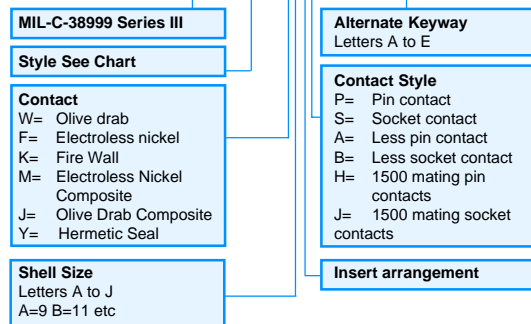 MIL-C-38999 Series III
Style See Chart
Contact
W= Olive drab
F= Electroless nickel
K= Fire Wall
M= Electroless Nickel
Composite
J= Olive Drab Composite
Y= Hermetic Seal
Shell Size
Letters A to J
A=9 B=11 etc
Alternate Keyway
Letters A to E
Contact Style
P= Pin contact
S= Socket contact
A= Less pin contact
B= Less socket contact
H= 1500 mating pin
contacts
J= 1500 mating socket
contacts
Insert arrangement